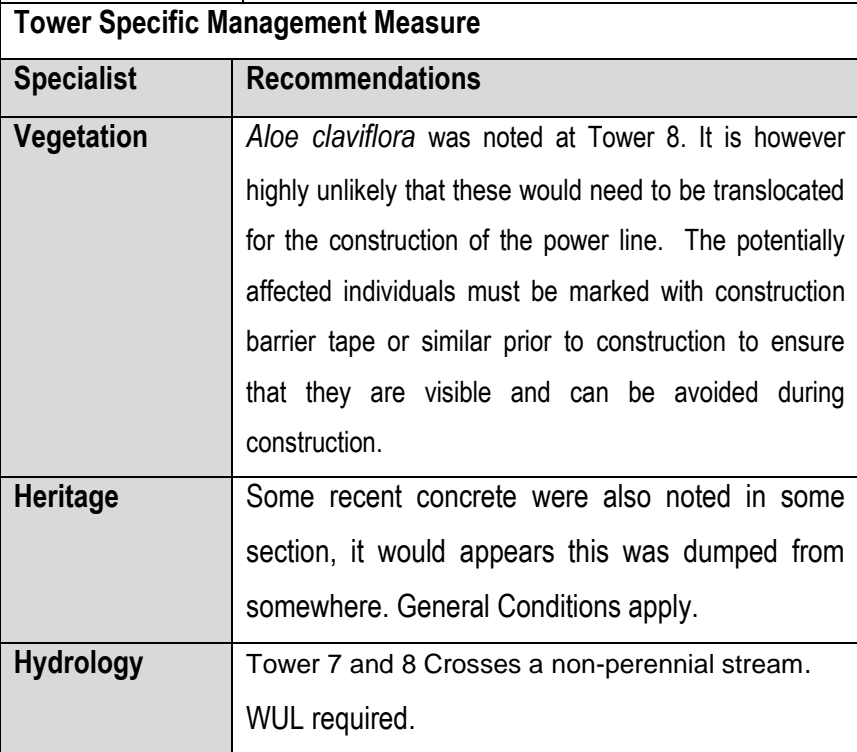 Tower Specific Management Measure
Specialist Recommendations
Vegetation Aloe claviflora was noted at Tower 8. It is however
highly unlikely that these would need to be translocated
for the construction of the power line. The potentially
affected individuals must be marked with construction
barrier tape or similar prior to construction to ensure
that they are visible and can be avoided during
construction.
Heritage Some recent concrete were also noted in some
section, it would appears this was dumped from
somewhere. General Conditions apply.
Hydrology Tower 7 and 8 Crosses a non-perennial stream.
WUL required.